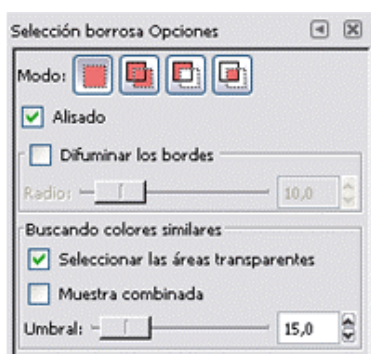 Selección borrosa Opciones
Modo:
Alisado
Difuminar los bordes
Radio: 10,0
Buscando colores similares
Seleccionar las áreas transparentes
Muestra combinada
Umbral: 15,0